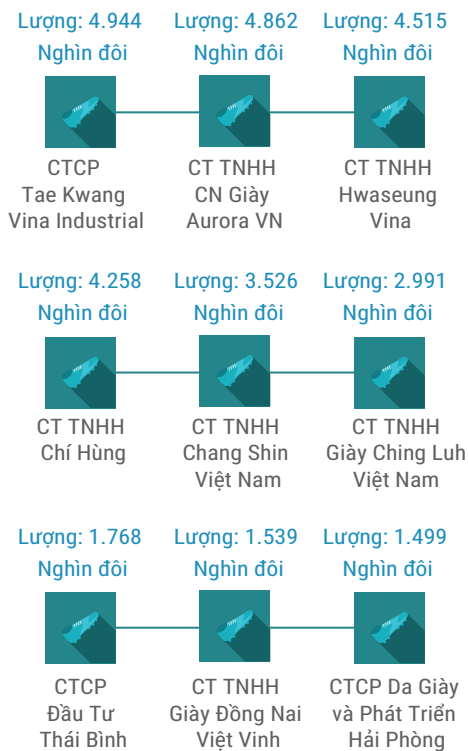 Lượng: 4.944 Lượng: 4.862 Lượng: 4.515
Nghìn đôi Nghìn đôi Nghìn đôi
CTCP CT TNHH CT TNHH
Tae Kwang CN Giày Hwaseung
Vina Industrial Aurora VN Vina
Lượng: 4.258 Lượng: 3.526 Lượng: 2.991
Nghìn đôi Nghìn đôi Nghìn đôi
CT TNHH CT TNHH CT TNHH
Chí Hùng Chang Shin Giày Ching Luh
Việt Nam Việt Nam
Lượng: 1.768 Lượng: 1.539 Lượng: 1.499
Nghìn đôi Nghìn đôi Nghìn đôi
CTCP CT TNHH CTCP Da Giày
Đầu Tư Giày Đồng Nai và Phát Triển
Thái Bình Việt Vinh Hải Phòng